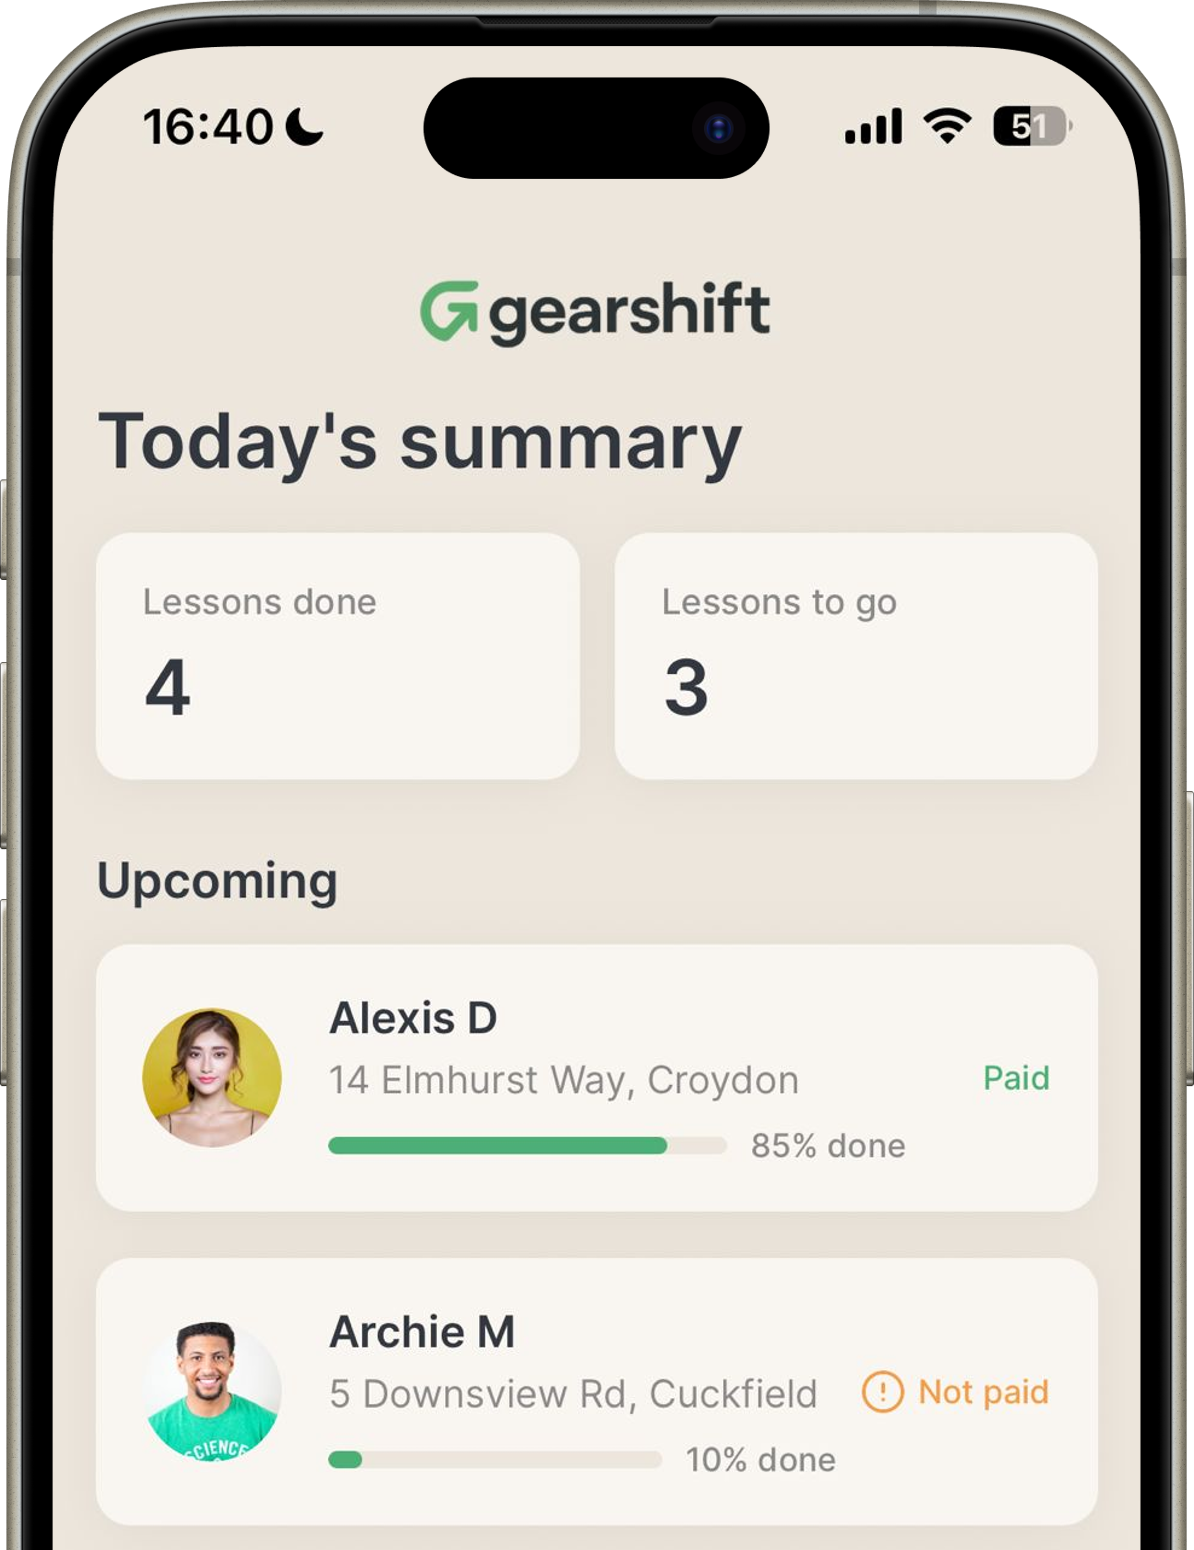 16:40
51
gearshift
Today's summary
Lessons done
4
Lessons to go
3
Upcoming
Alexis D
14 Elmhurst Way, Croydon
Paid
85% done
Archie M
5 Downsview Rd, Cuckfield
Not paid
10% done
SCIENCE